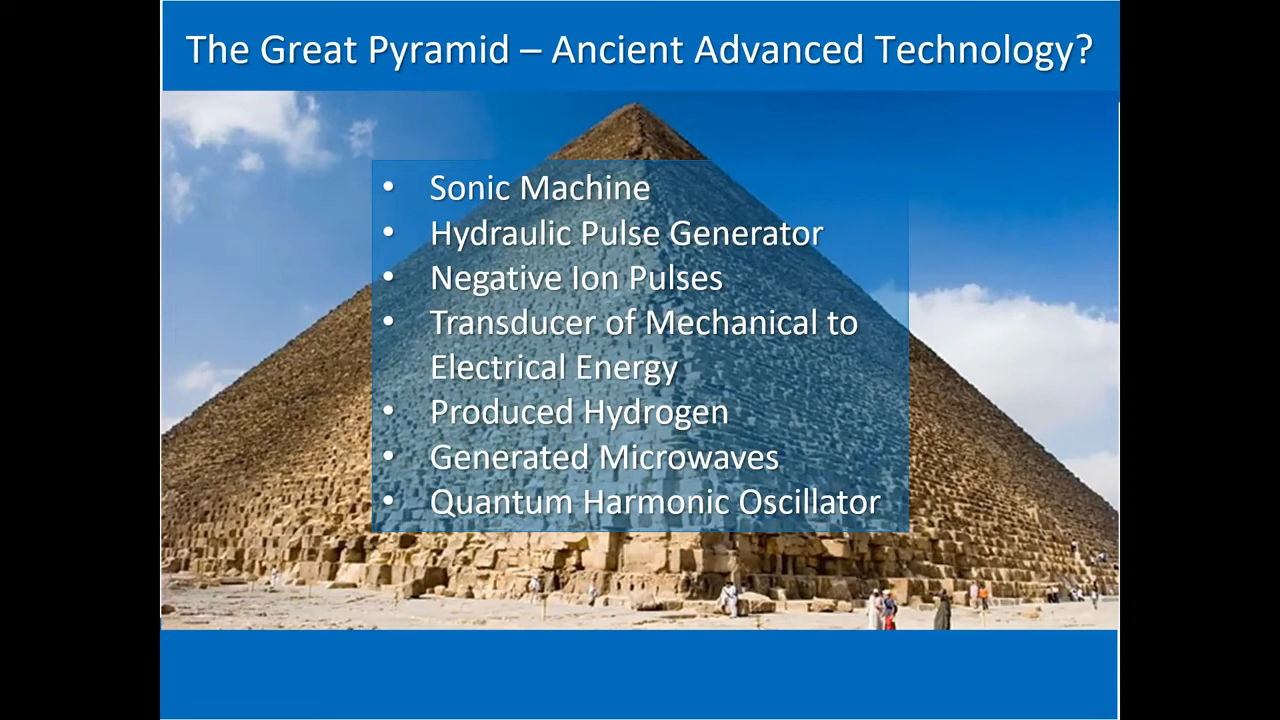 The Great Pyramid – Ancient Advanced Technology?
• Sonic Machine
• Hydraulic Pulse Generator
• Negative Ion Pulses
• Transducer of Mechanical to
Electrical Energy
• Produced Hydrogen
• Generated Microwaves
• Quantum Harmonic Oscillator